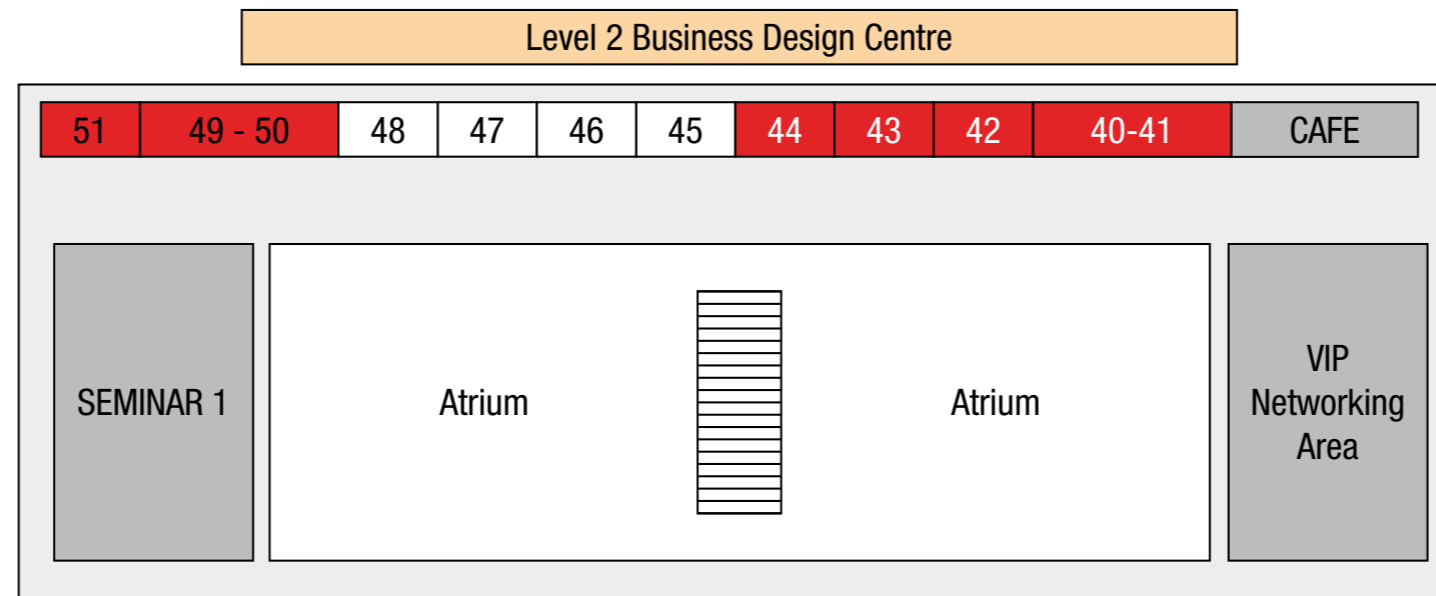 Level 2 Business Design Centre
51 49 - 50 48 47 46 45 44 43 42 40-41 CAFE
SEMINAR 1
Atrium
Atrium
VIP
Networking
Area